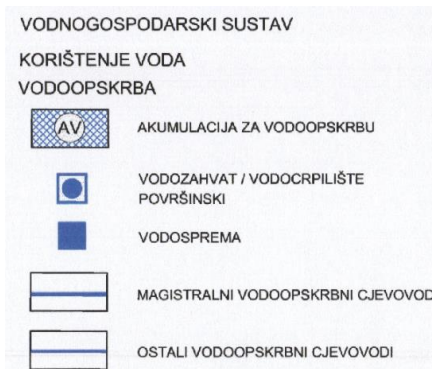 VODNOGOSPODARSKI SUSTAV
KORIŠTENJE VODA
VODOOPSKRBA
AV
AKUMULACIJA ZA VODOOPSKRBU
VODOZAHVAT / VODOCRPILIŠTE
POVRŠINSKI
VODOSPREMA
MAGISTRALNI VODOOPSKRBNI CJEVOVOD
OSTALI VODOOPSKRBNI CJEVOVODI